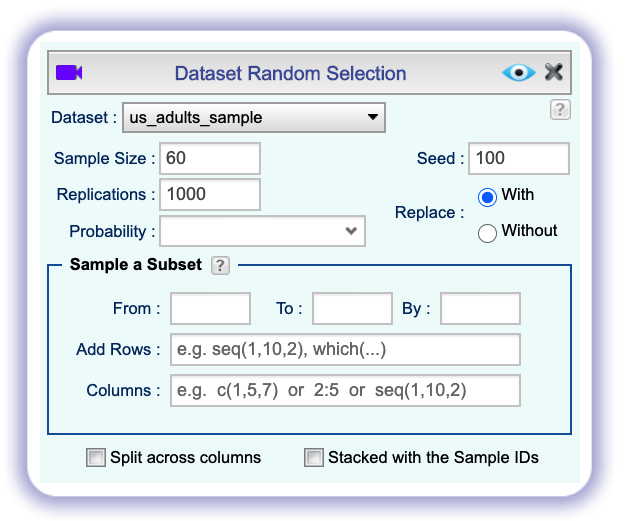 Dataset Random Selection
Dataset : us_adults_sample
?
Sample Size : 60 Seed : 100
Replications : 1000
Replace : With
Without
Probability :
Sample a Subset ?
From : To : By :
Add Rows : e.g. seq(1,10,2), which(...)
Columns : e.g. c(1,5,7) or 2:5 or seq(1,10,2)
Split across columns Stacked with the Sample IDs